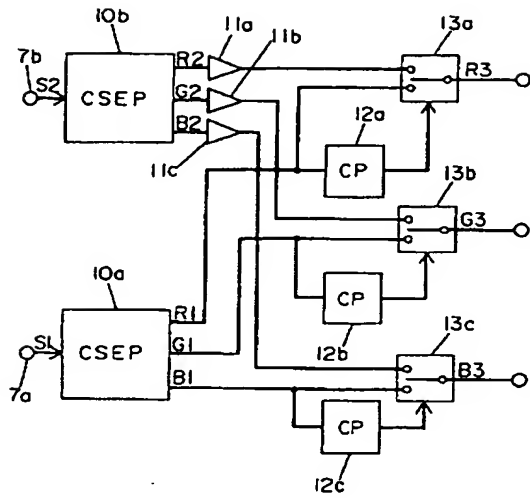 10b
11a
11b
13a
7b
S2
CSEP
R2
G2
B2
R3
12a
11c
CP
13b
G3
10a
CP
R1
12b
13c
S1
CSEP
G1
B1
B3
7a
CP
12c